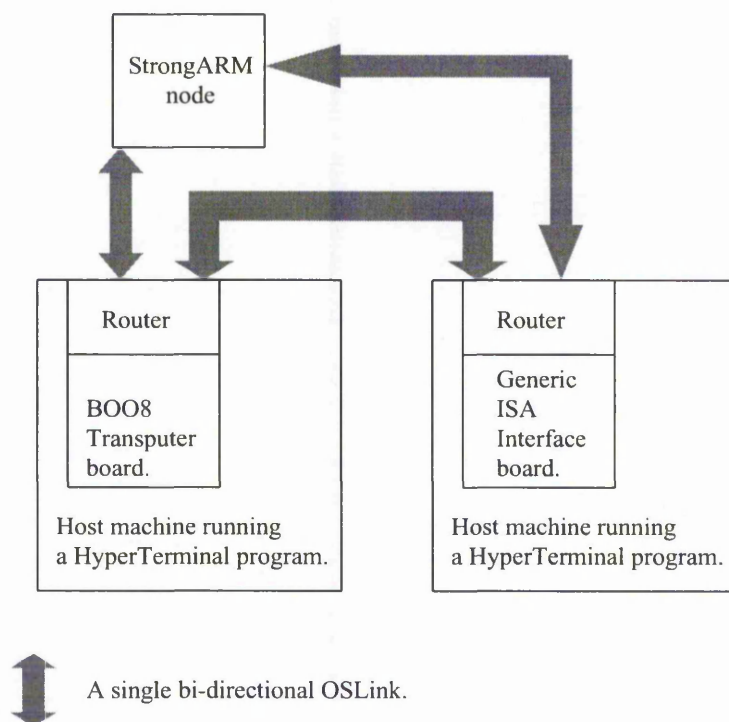 StrongARM
node
Router
BOO8
Transputer
board.
Host machine running
a HyperTerminal program.
Router
Generic
ISA
Interface
board.
Host machine running
a HyperTerminal program.
A single bi-directional OSLink.